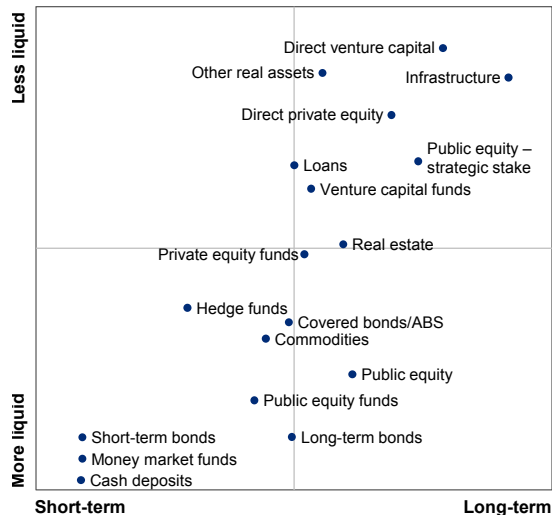 Less liquid
Direct venture capital
Other real assets
Infrastructure
Direct private equity
Public equity –
strategic stake
Loans
Venture capital funds
Real estate
Private equity funds
Hedge funds
Covered bonds/ABS
Commodities
Public equity
Public equity funds
Short-term bonds
Long-term bonds
Money market funds
Cash deposits
More liquid
Short-term
Long-term